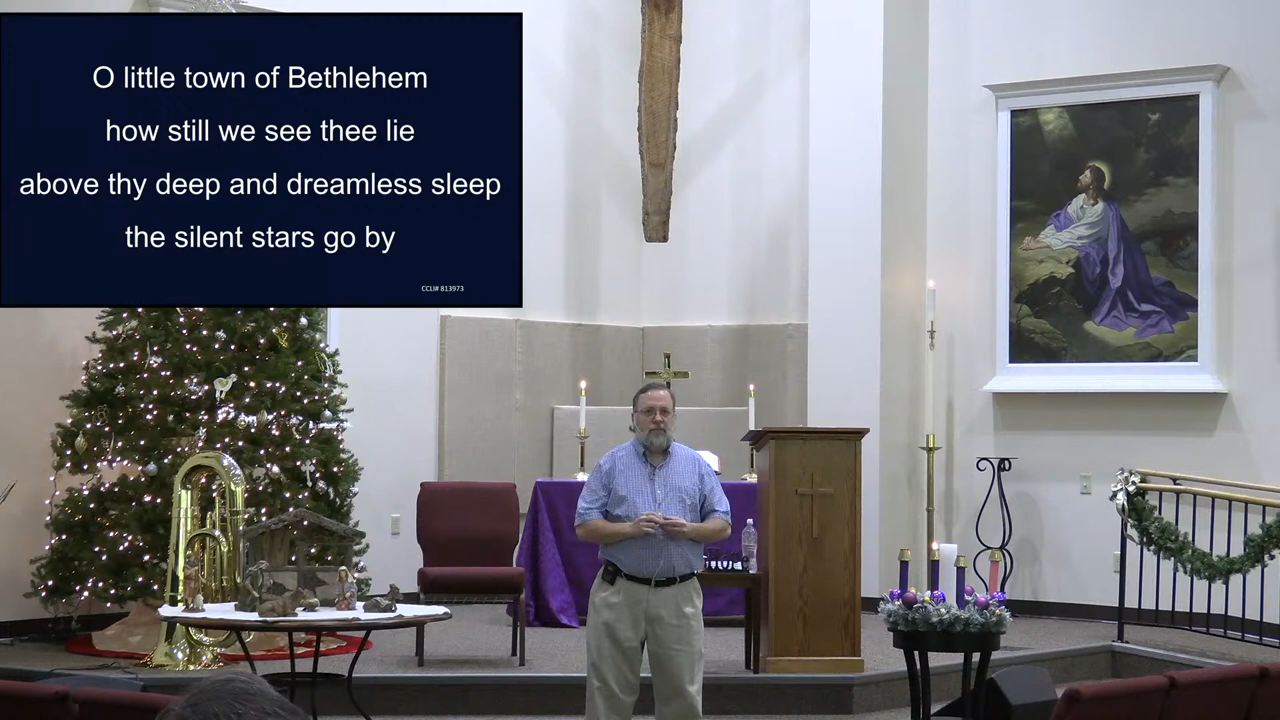 O little town of Bethlehem
how still we see thee lie
above thy deep and dreamless sleep
the silent stars go by
CCLI# 813973